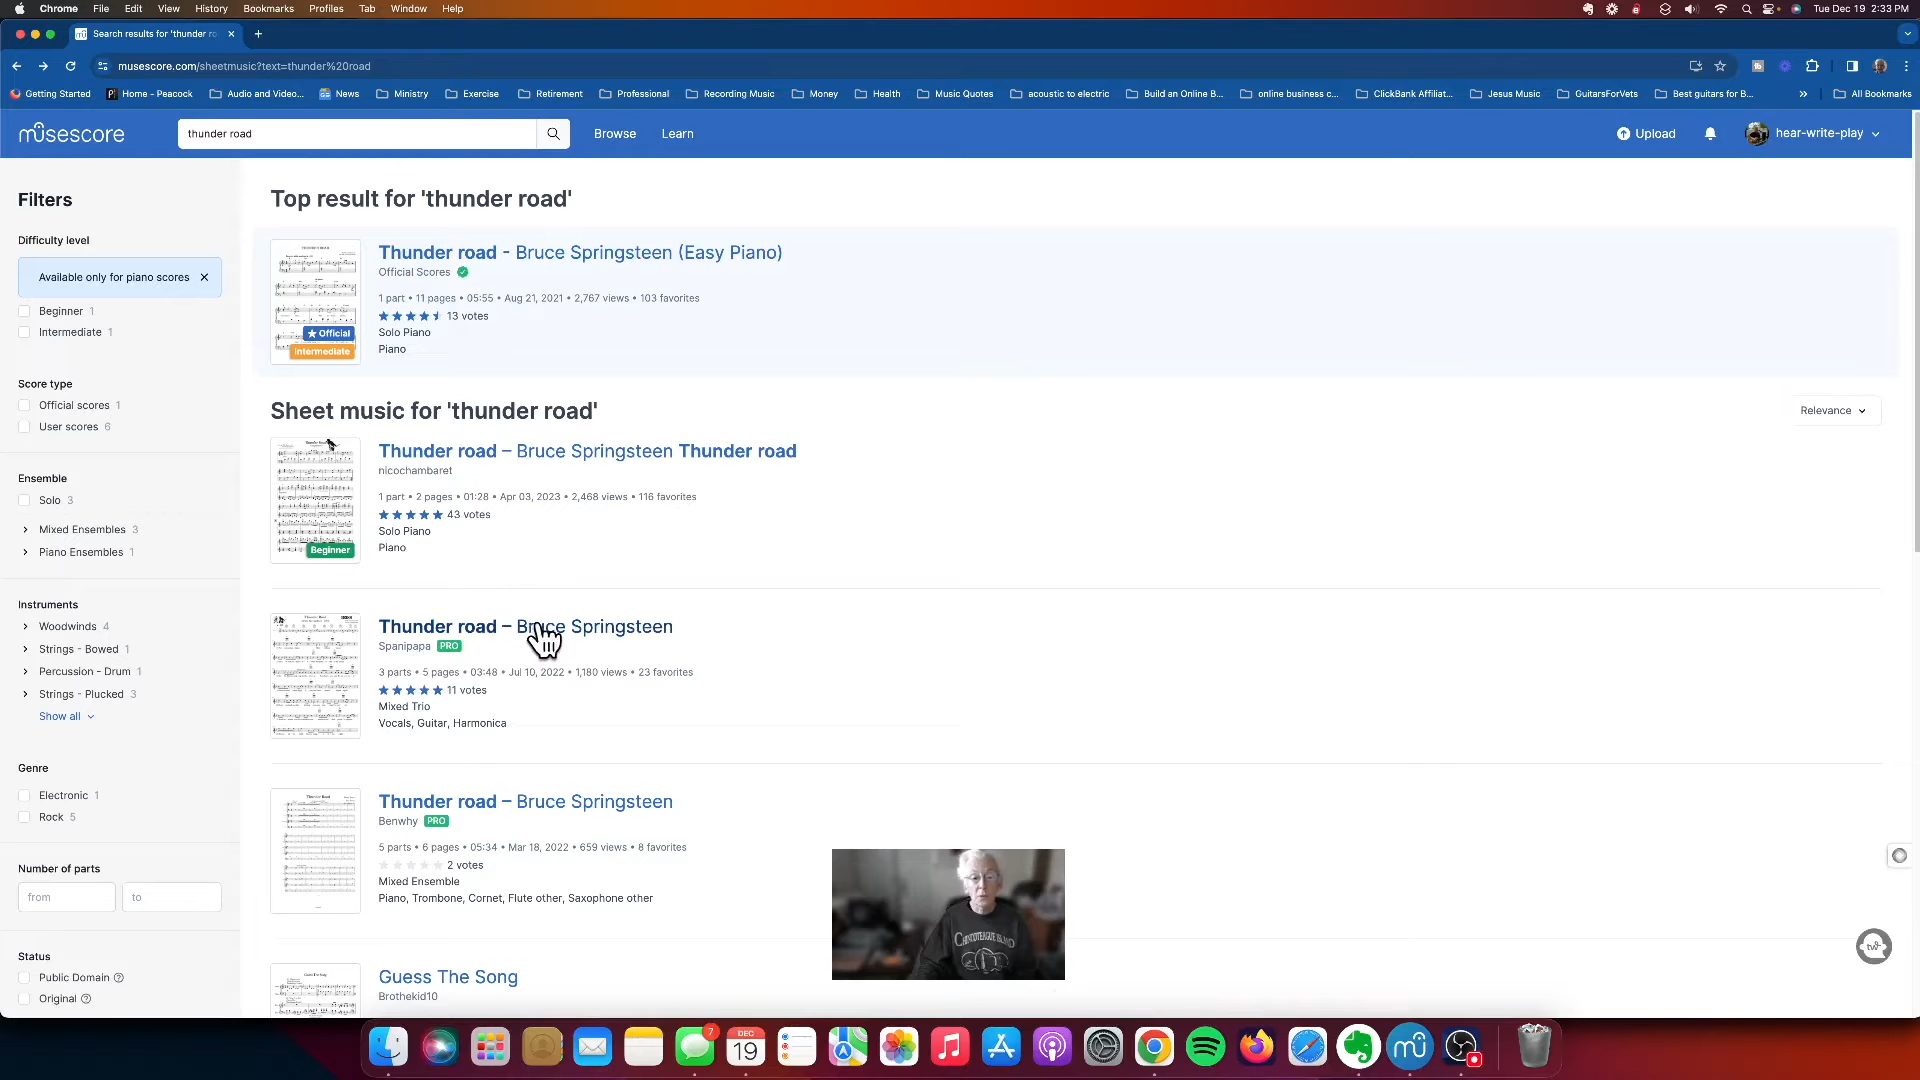 Chrome File Edit View History Bookmarks Profiles Tab Window Help Tue Dec 19 2:33 PM
Search results for 'thunder ro
musescore.com/sheetmusic?text=thunder%20road
Getting Started Home - Peacock Audio and Video... News Ministry Exercise Retirement Professional Recording Music Money Health Music Quotes acoustic to electric Build an Online B... online business c... ClickBank Affiliat... Jesus Music GuitarsForVets Best guitars for B... All Bookmarks
musescore thunder road Browse Learn Upload hear-write-play
Filters
Difficulty level
Available only for piano scores
Beginner 1
Intermediate 1
Score type
Official scores 1
User scores 6
Ensemble
Solo 3
Mixed Ensembles 3
Piano Ensembles 1
Instruments
Woodwinds 4
Strings - Bowed 1
Percussion - Drum 1
Strings - Plucked 3
Show all
Genre
Electronic 1
Rock 5
Number of parts
from to
Status
Public Domain
Original
Top result for 'thunder road'
Thunder road - Bruce Springsteen (Easy Piano)
Official Scores
1 part • 11 pages • 05:55 • Aug 21, 2021 • 2,767 views • 103 favorites
13 votes
Solo Piano
Piano
Official
Intermediate
Sheet music for 'thunder road'
Relevance
Thunder road – Bruce Springsteen Thunder road
nicochambaret
1 part • 2 pages • 01:28 • Apr 03, 2023 • 2,468 views • 116 favorites
43 votes
Solo Piano
Piano
Beginner
Thunder road – Bruce Springsteen
Spanipapa PRO
3 parts • 5 pages • 03:48 • Jul 10, 2022 • 1,180 views • 23 favorites
11 votes
Mixed Trio
Vocals, Guitar, Harmonica
Thunder road – Bruce Springsteen
Benwhy PRO
5 parts • 6 pages • 05:34 • Mar 18, 2022 • 659 views • 8 favorites
2 votes
Mixed Ensemble
Piano, Trombone, Cornet, Flute other, Saxophone other
Guess The Song
Brothekid10
CHINCOTEAGUE ISLAND
7
DEC
19